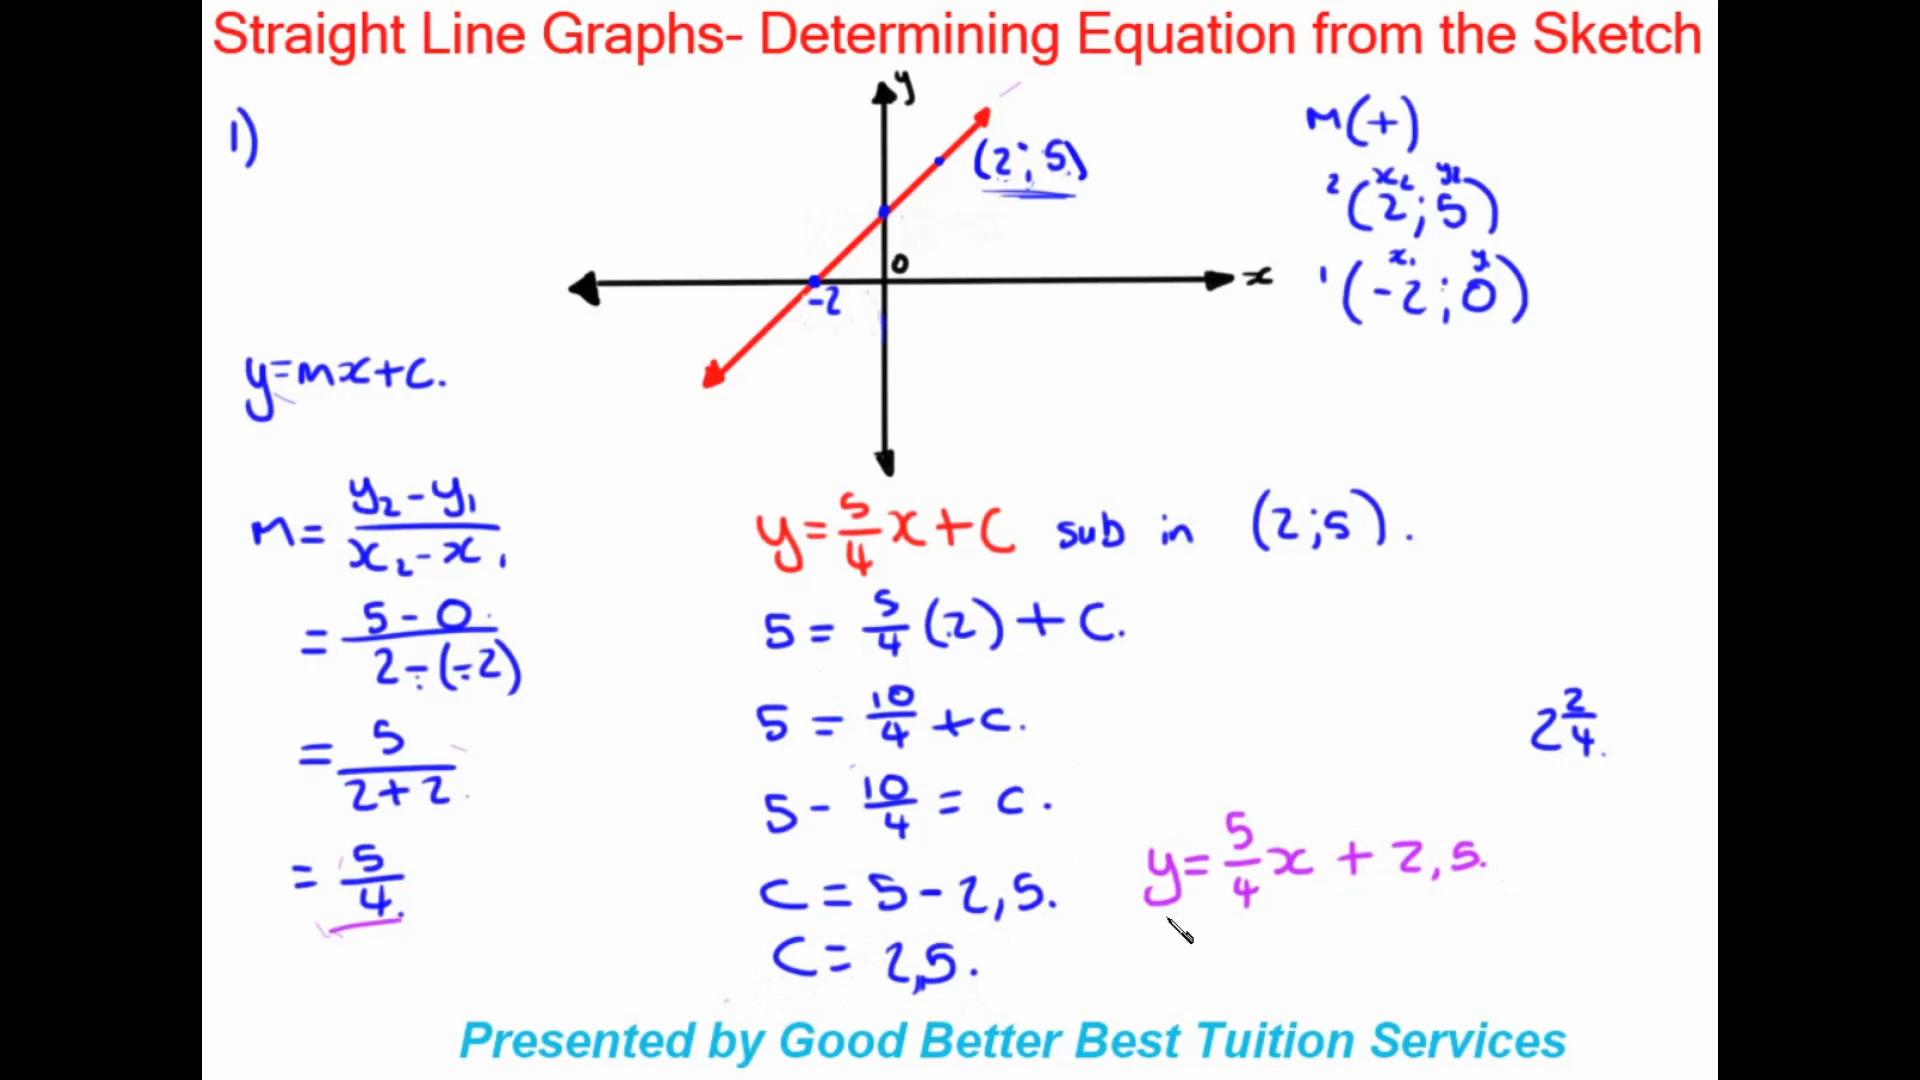 Straight Line Graphs- Determining Equation from the Sketch
1)
y
(2;5)
0
x
-2
M(+)
2 x₂ y₂
(2;5)
1 x₁ y₁
(-2;0)
y=mx+c.
M = y₂-y₁ / x₂-x₁
= 5-0 / 2-(-2)
= 5 / 2+2
= 5/4.
y=5/4x+C sub in (2;5).
5 = 5/4(2)+C.
5 = 10/4+c.
5 - 10/4 = c.
C = 5-2,5.
C = 2,5.
2 2/4.
y=5/4x+2,5.
Presented by Good Better Best Tuition Services